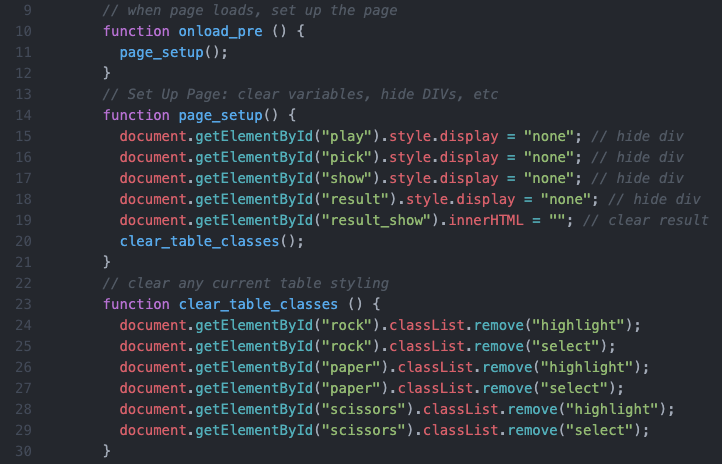 9 // when page loads, set up the page
10 function onload_pre () {
11 page_setup();
12 }
13 // Set Up Page: clear variables, hide DIVs, etc
14 function page_setup() {
15 document.getElementById("play").style.display = "none"; // hide div
16 document.getElementById("pick").style.display = "none"; // hide div
17 document.getElementById("show").style.display = "none"; // hide div
18 document.getElementById("result").style.display = "none"; // hide div
19 document.getElementById("result_show").innerHTML = ""; // clear result
20 clear_table_classes();
21 }
22 // clear any current table styling
23 function clear_table_classes () {
24 document.getElementById("rock").classList.remove("highlight");
25 document.getElementById("rock").classList.remove("select");
26 document.getElementById("paper").classList.remove("highlight");
27 document.getElementById("paper").classList.remove("select");
28 document.getElementById("scissors").classList.remove("highlight");
29 document.getElementById("scissors").classList.remove("select");
30 }